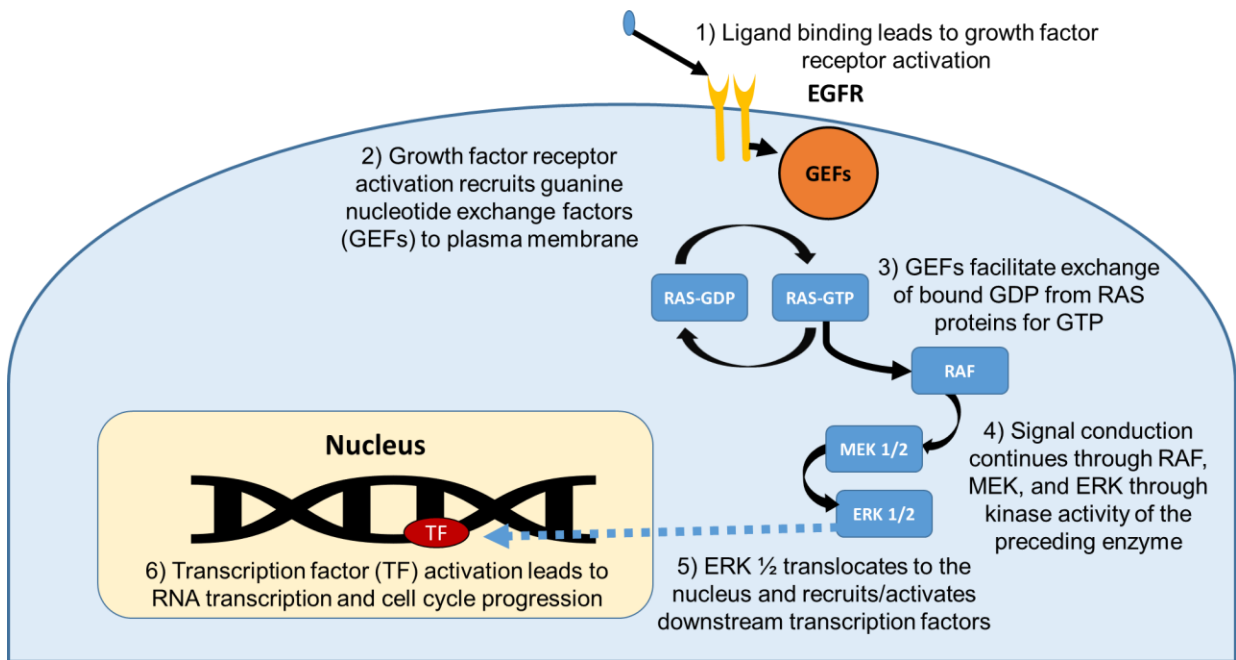 1) Ligand binding leads to growth factor
receptor activation
EGFR
GEFs
2) Growth factor receptor
activation recruits guanine
nucleotide exchange factors
(GEFs) to plasma membrane
RAS-GDP
RAS-GTP
3) GEFs facilitate exchange
of bound GDP from RAS
proteins for GTP
RAF
MEK 1/2
ERK 1/2
4) Signal conduction
continues through RAF,
MEK, and ERK through
kinase activity of the
preceding enzyme
5) ERK ½ translocates to the
nucleus and recruits/activates
downstream transcription factors
Nucleus
TF
6) Transcription factor (TF) activation leads to
RNA transcription and cell cycle progression